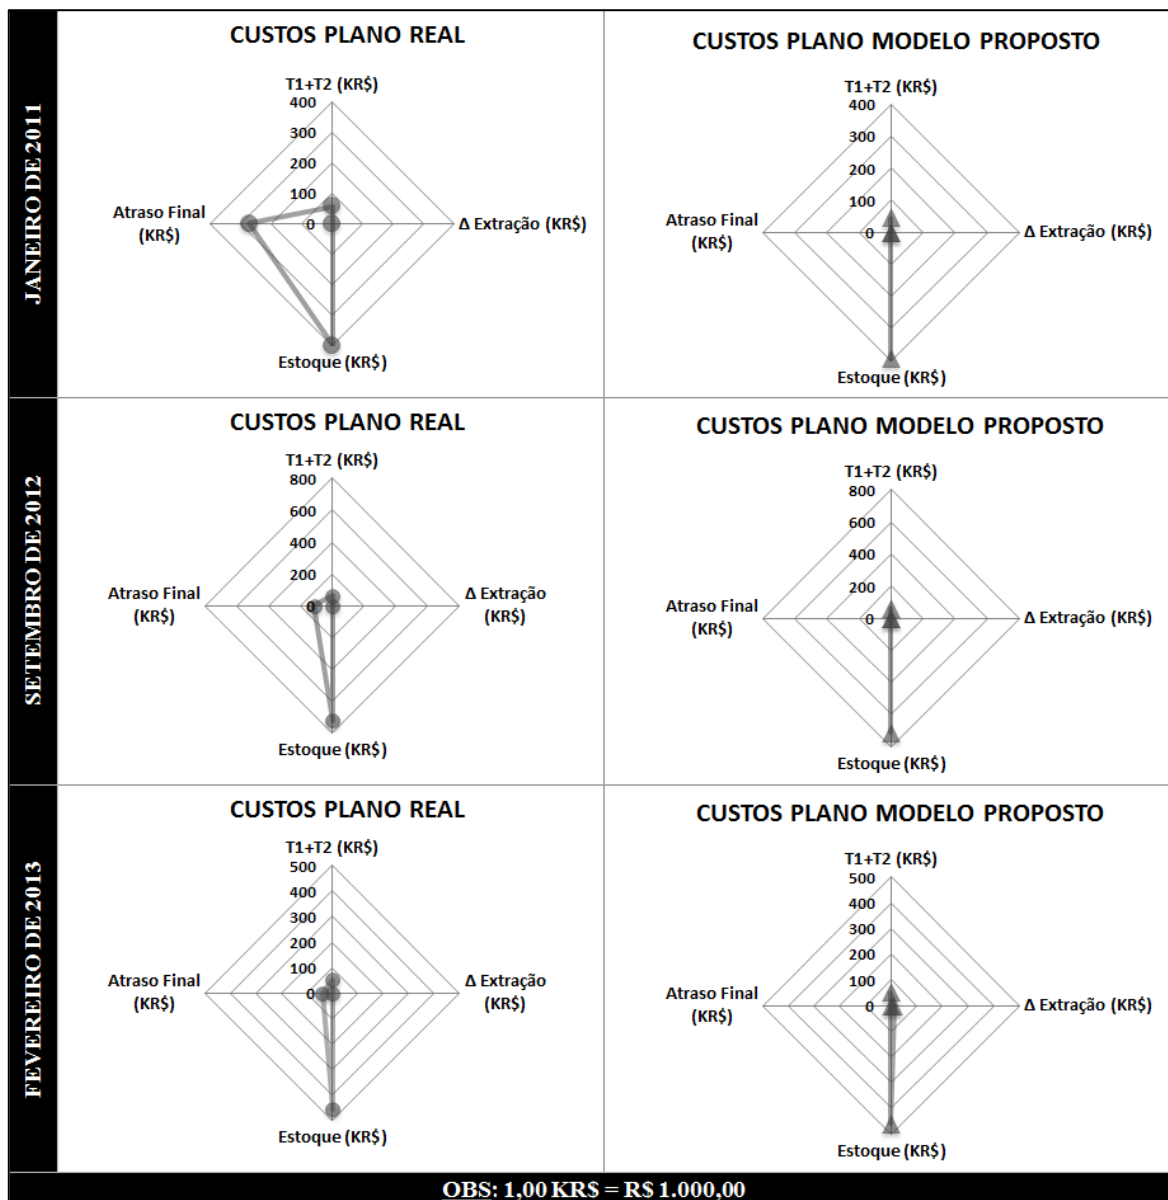 JANEIRO DE 2011
CUSTOS PLANO REAL
T1+T2 (KR$)
400
300
200
100
0
Atraso Final
(KR$)
Δ Extração (KR$)
Estoque (KR$)
CUSTOS PLANO MODELO PROPOSTO
T1+T2 (KR$)
400
300
200
100
0
Atraso Final
(KR$)
Δ Extração (KR$)
Estoque (KR$)
SETEMBRO DE 2012
CUSTOS PLANO REAL
T1+T2 (KR$)
800
600
400
200
0
Atraso Final
(KR$)
Δ Extração
(KR$)
Estoque (KR$)
CUSTOS PLANO MODELO PROPOSTO
T1+T2 (KR$)
800
600
400
200
0
Atraso Final
(KR$)
Δ Extração (KR$)
Estoque (KR$)
FEVEREIRO DE 2013
CUSTOS PLANO REAL
T1+T2 (KR$)
500
400
300
200
100
0
Atraso Final
(KR$)
Δ Extração
(KR$)
Estoque (KR$)
CUSTOS PLANO MODELO PROPOSTO
T1+T2 (KR$)
500
400
300
200
100
0
Atraso Final
(KR$)
Δ Extração (KR$)
Estoque (KR$)
OBS: 1,00 KR$ = R$ 1.000,00